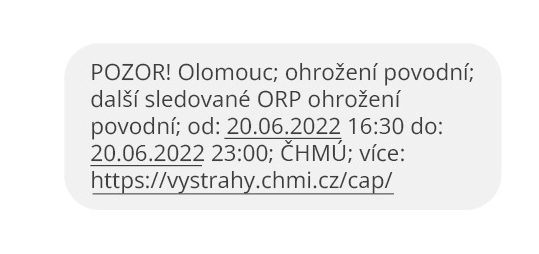 POZOR! Olomouc; ohrožení povodní;
další sledované ORP ohrožení
povodní; od: 20.06.2022 16:30 do:
20.06.2022 23:00; ČHMÚ; více:
https://vystrahy.chmi.cz/cap/